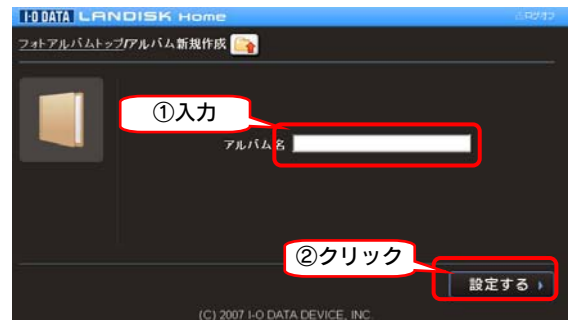 I-O DATA LANDISK Home
ログオフ
フォトアルバムトップ/アルバム新規作成
①入力
アルバム名
②クリック
設定する
(C) 2007 I-O DATA DEVICE, INC.